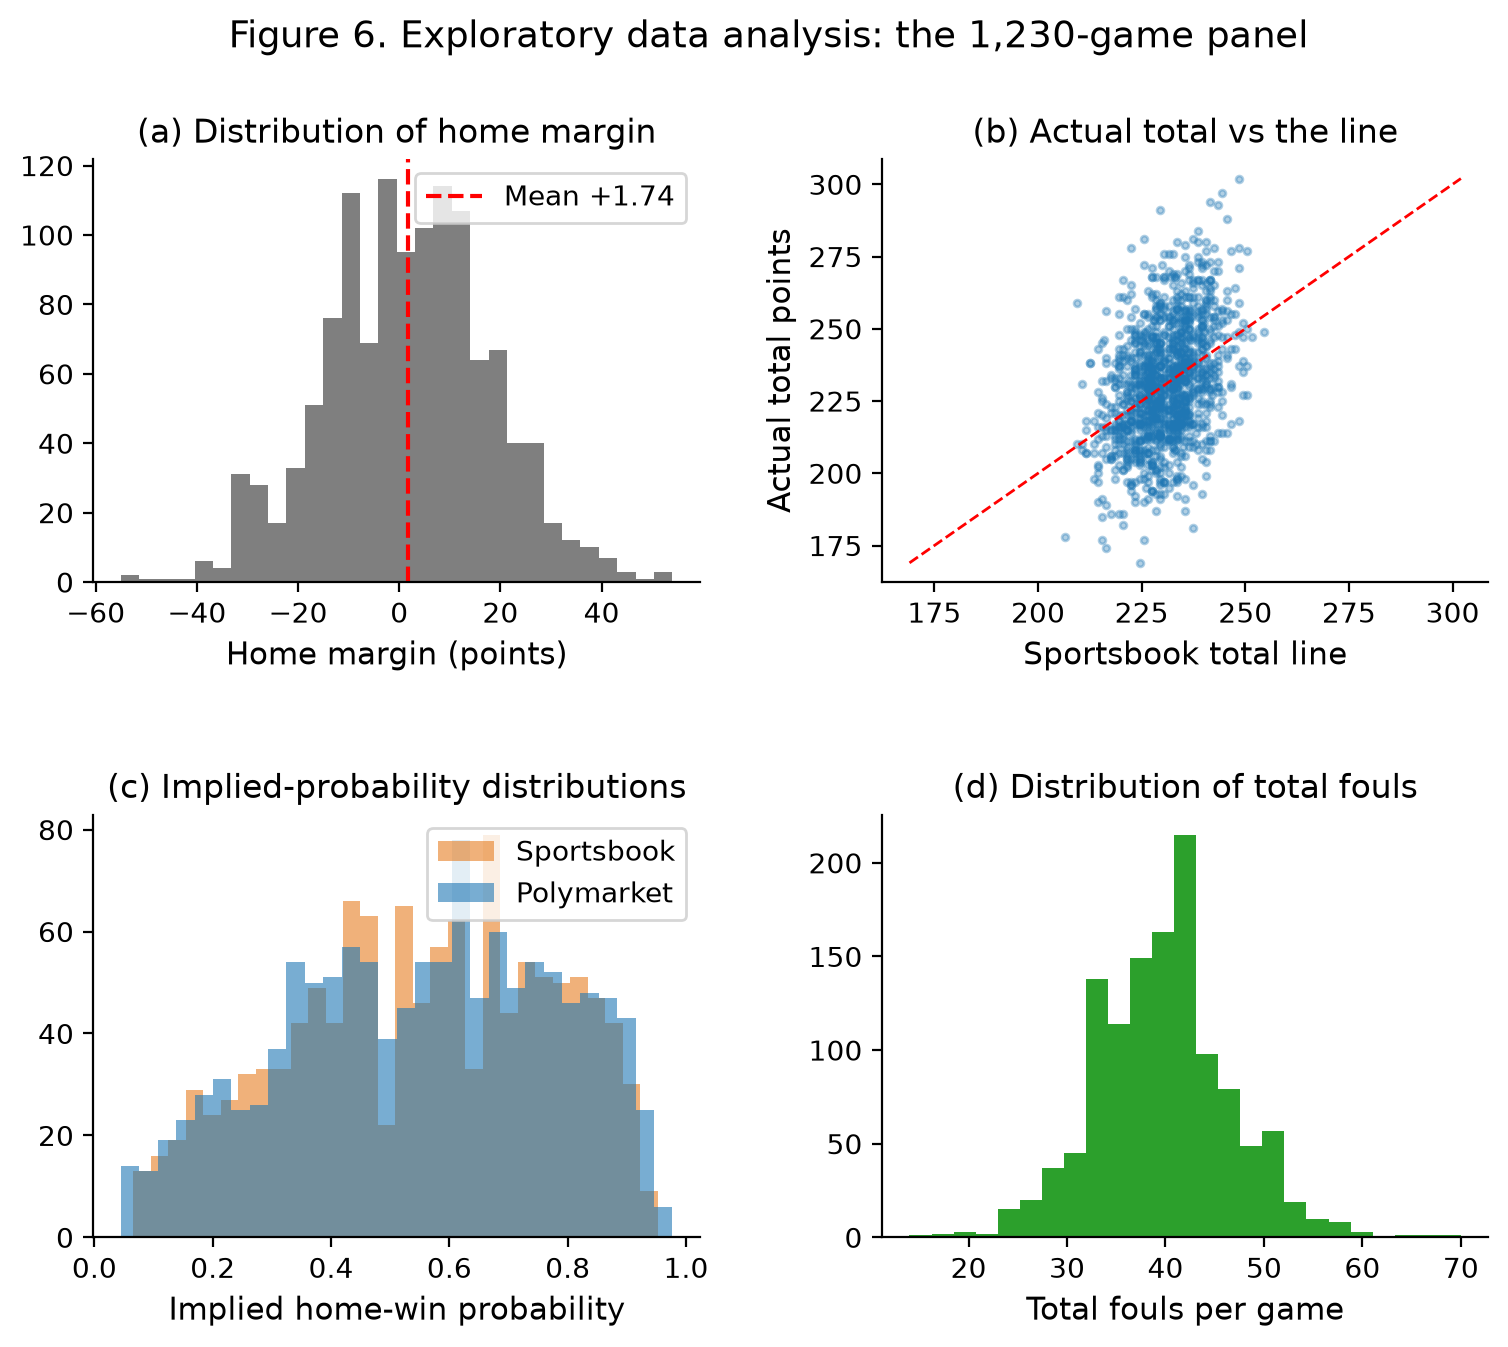 Figure 6. Exploratory data analysis: the 1,230-game panel
(a) Distribution of home margin
120
100
80
60
40
20
0
Mean +1.74
−60 −40 −20 0 20 40
Home margin (points)
(b) Actual total vs the line
Actual total points
300
275
250
225
200
175
175 200 225 250 275 300
Sportsbook total line
(c) Implied-probability distributions
80
60
40
20
0
Sportsbook
Polymarket
0.0 0.2 0.4 0.6 0.8 1.0
Implied home-win probability
(d) Distribution of total fouls
200
150
100
50
0
20 30 40 50 60 70
Total fouls per game